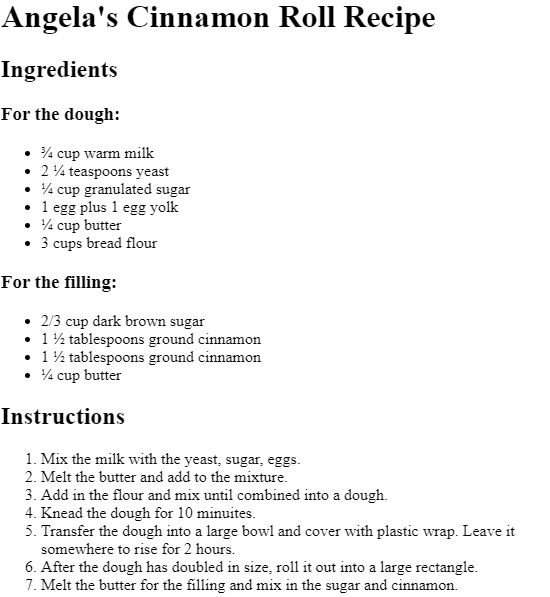 Angela's Cinnamon Roll Recipe
Ingredients
For the dough:
• ¾ cup warm milk
• 2 ¼ teaspoons yeast
• ¼ cup granulated sugar
• 1 egg plus 1 egg yolk
• ¼ cup butter
• 3 cups bread flour
For the filling:
• 2/3 cup dark brown sugar
• 1 ½ tablespoons ground cinnamon
• 1 ½ tablespoons ground cinnamon
• ¼ cup butter
Instructions
1. Mix the milk with the yeast, sugar, eggs.
2. Melt the butter and add to the mixture.
3. Add in the flour and mix until combined into a dough.
4. Knead the dough for 10 minuites.
5. Transfer the dough into a large bowl and cover with plastic wrap. Leave it
somewhere to rise for 2 hours.
6. After the dough has doubled in size, roll it out into a large rectangle.
7. Melt the butter for the filling and mix in the sugar and cinnamon.